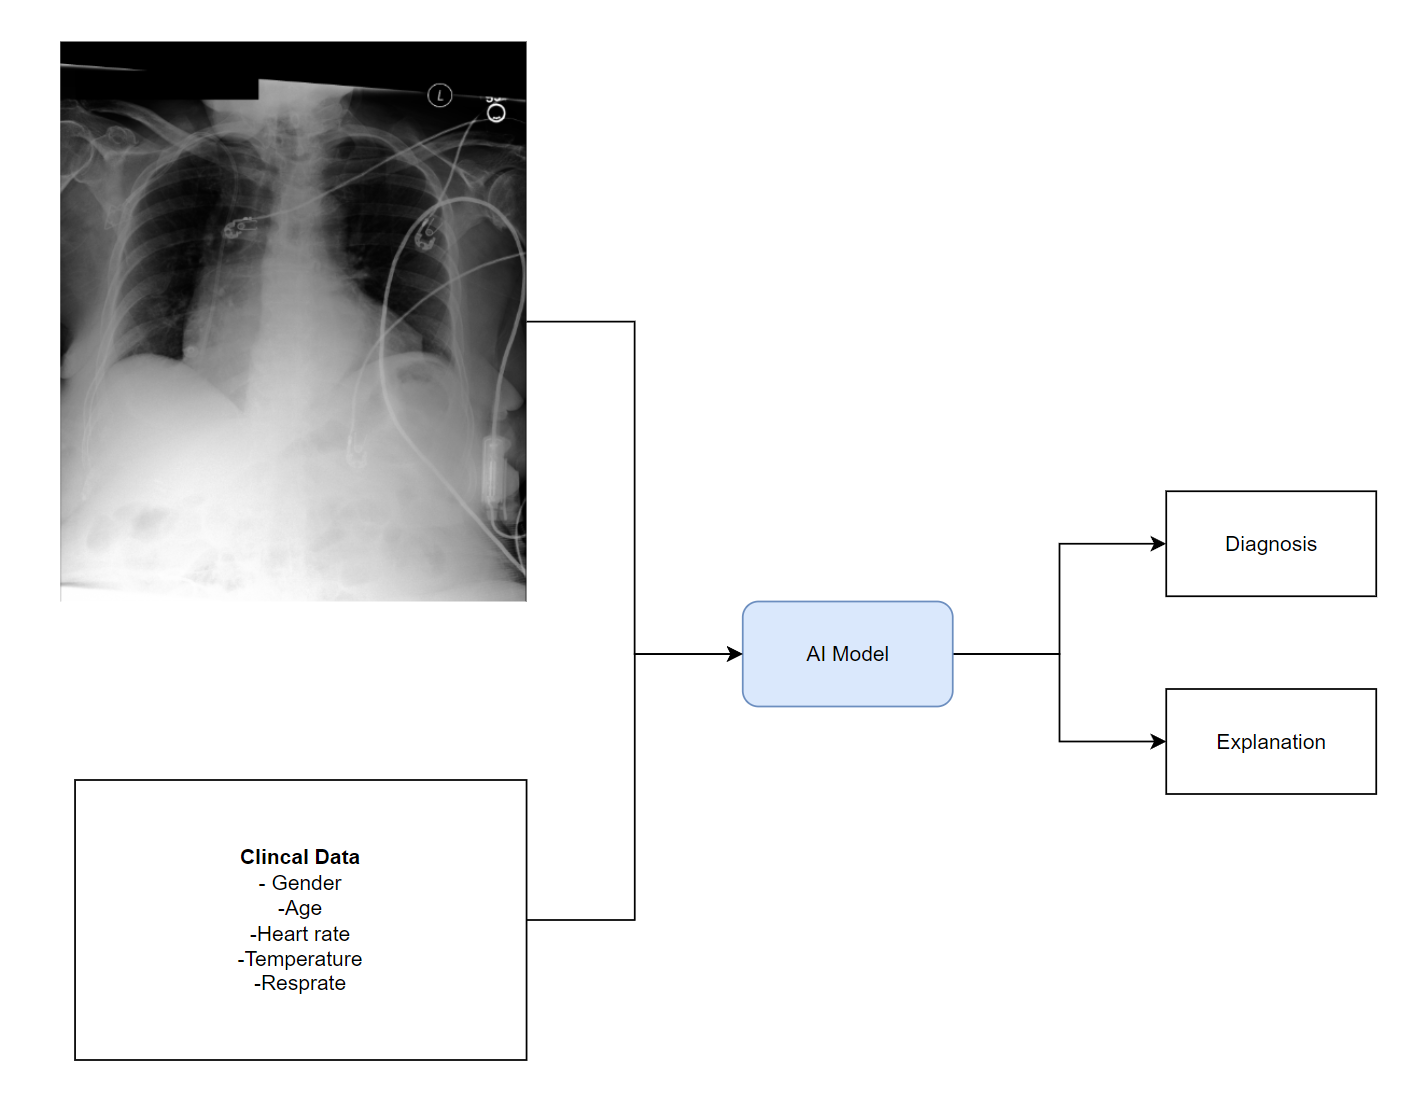 L
Clincal Data
- Gender
-Age
-Heart rate
-Temperature
-Resprate
AI Model
Diagnosis
Explanation